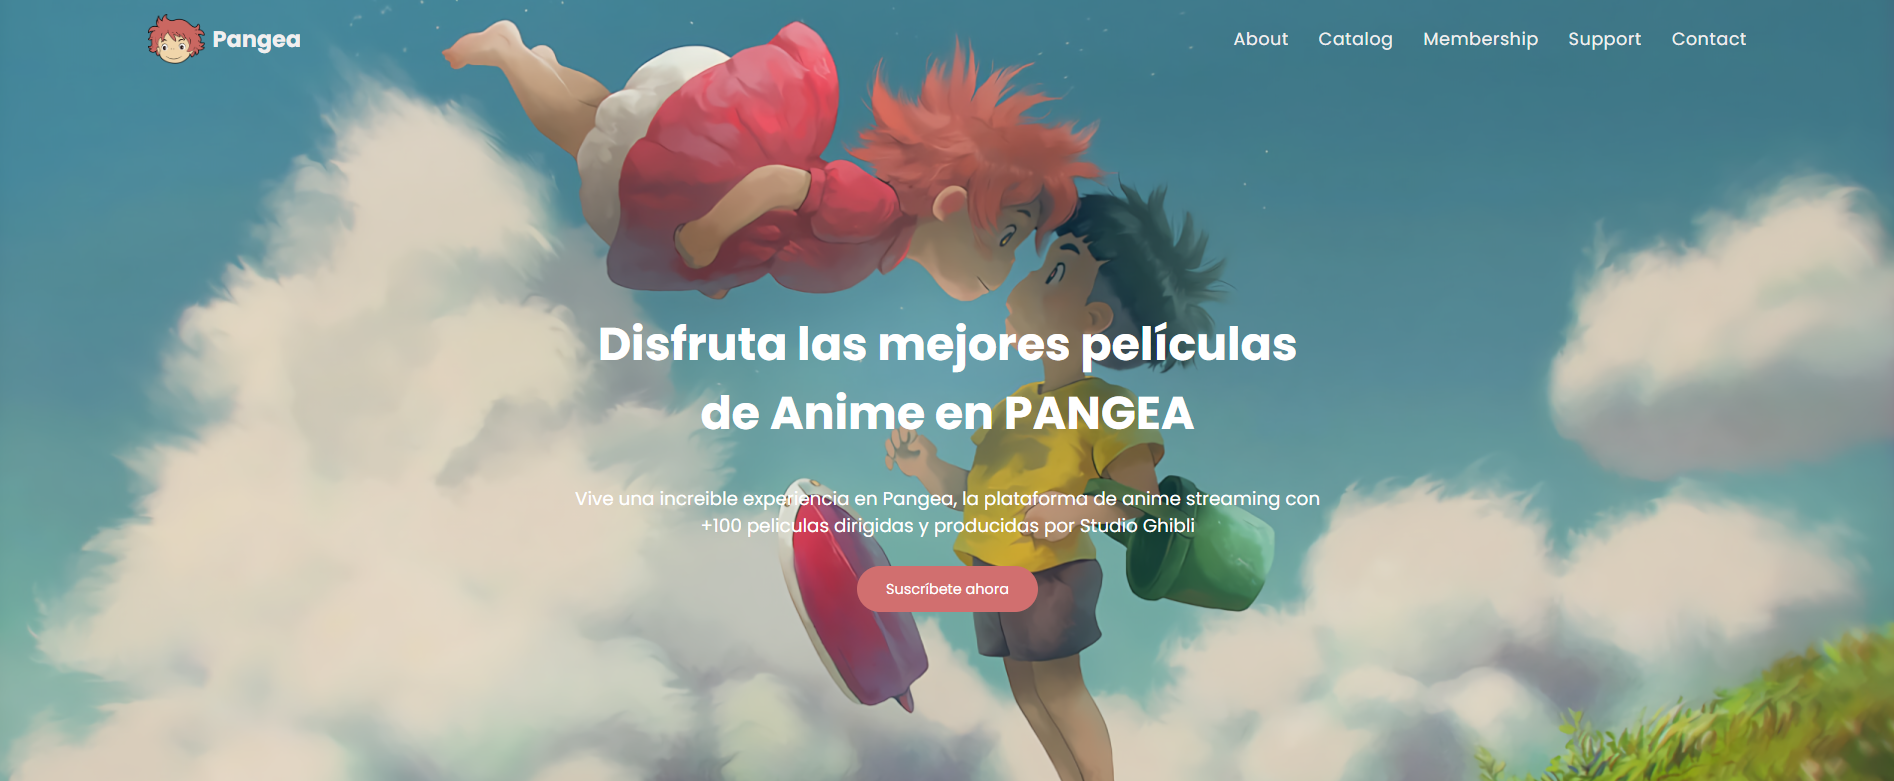 Pangea
About Catalog Membership Support Contact
Disfruta las mejores películas
de Anime en PANGEA
Vive una increible experiencia en Pangea, la plataforma de anime streaming con
+100 peliculas dirigidas y producidas por Studio Ghibli
Suscríbete ahora